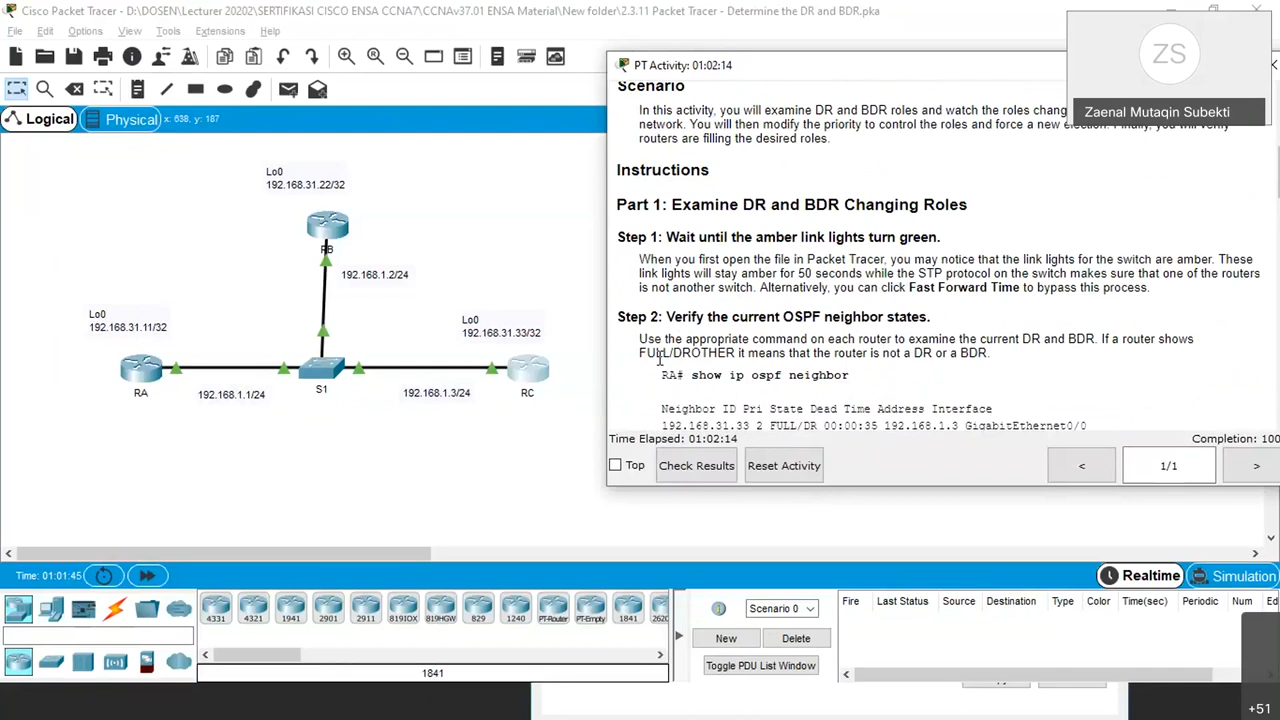 Cisco Packet Tracer - D:\DOSEN\Lecturer 20202\SERTIFIKASI CISCO ENSA CCNA7\CCNAv37.01 ENSA Material\New folder\2.3.11 Packet Tracer - Determine the DR and BDR.pka
File Edit Options View Tools Extensions Help
Logical Physical x: 638, y: 187
Lo0
192.168.31.22/32
RB
192.168.1.2/24
Lo0
192.168.31.11/32
Lo0
192.168.31.33/32
RA
192.168.1.1/24
S1
192.168.1.3/24
RC
PT Activity: 01:02:14
ZS
Zaenal Mutaqin Subekti
Scenario
In this activity, you will examine DR and BDR roles and watch the roles chang
network. You will then modify the priority to control the roles and force a new
routers are filling the desired roles.
Instructions
Part 1: Examine DR and BDR Changing Roles
Step 1: Wait until the amber link lights turn green.
When you first open the file in Packet Tracer, you may notice that the link lights for the switch are amber. These
link lights will stay amber for 50 seconds while the STP protocol on the switch makes sure that one of the routers
is not another switch. Alternatively, you can click Fast Forward Time to bypass this process.
Step 2: Verify the current OSPF neighbor states.
Use the appropriate command on each router to examine the current DR and BDR. If a router shows
FULL/DROTHER it means that the router is not a DR or a BDR.
RA# show ip ospf neighbor
Neighbor ID Pri State Dead Time Address Interface
192.168.31.33 2 FULL/DR 00:00:35 192.168.1.3 GigabitEthernet0/0
Time Elapsed: 01:02:14 Completion: 100
Top Check Results Reset Activity < 1/1 >
Time: 01:01:45 Realtime Simulation
4331 4321 1941 2901 2911 819IOX 819HGW 829 1240 PT-Router PT-Empty 1841 2620
1841
Scenario 0
New Delete
Toggle PDU List Window
Fire Last Status Source Destination Type Color Time(sec) Periodic Num Edi
+51